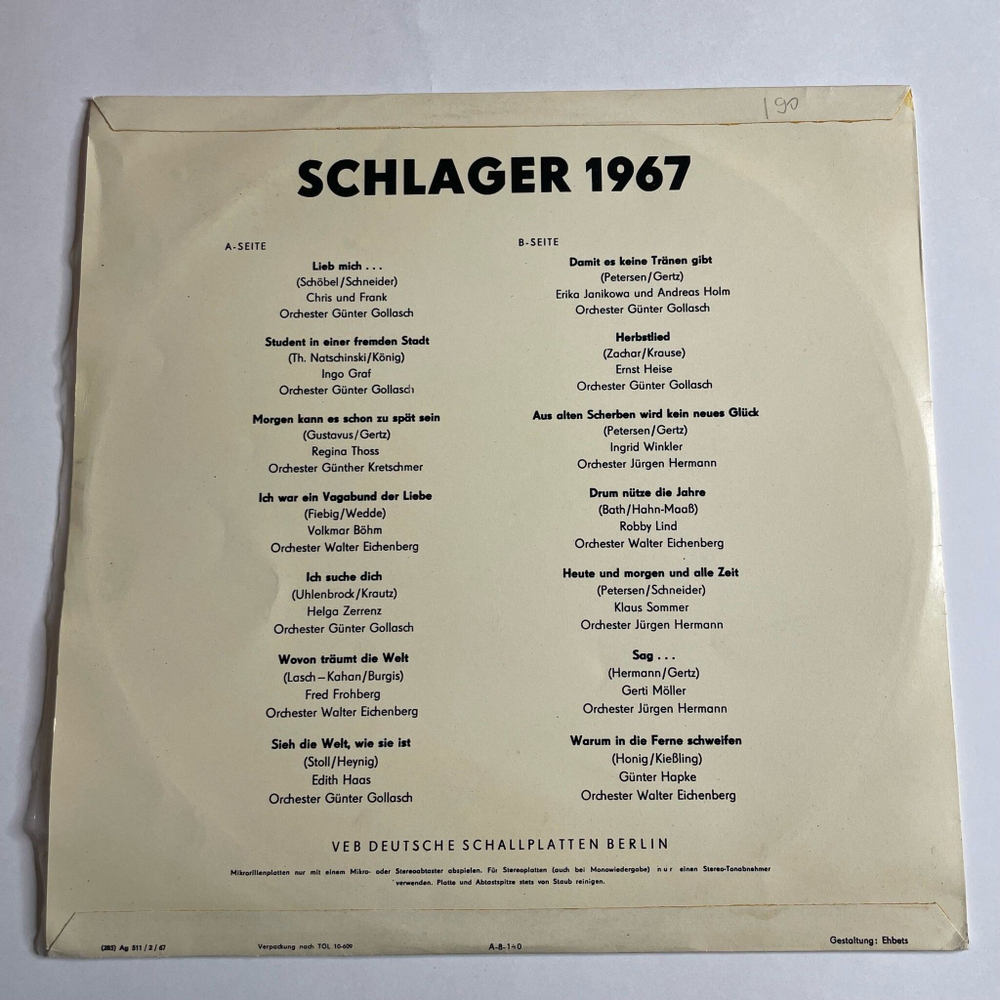 190
SCHLAGER 1967
A-SEITE
Lieb mich . . .
(Schöbel/Schneider)
Chris und Frank
Orchester Günter Gollasch
Student in einer fremden Stadt
(Th. Natschinski/König)
Ingo Graf
Orchester Günter Gollasch
Morgen kann es schon zu spät sein
(Gustavus/Gertz)
Regina Thoss
Orchester Günther Kretschmer
Ich war ein Vagabund der Liebe
(Fiebig/Wedde)
Volkmar Böhm
Orchester Walter Eichenberg
Ich suche dich
(Uhlenbrock/Krautz)
Helga Zerrenz
Orchester Günter Gollasch
Wovon träumt die Welt
(Lasch – Kahan/Burgis)
Fred Frohberg
Orchester Walter Eichenberg
Sieh die Welt, wie sie ist
(Stoll/Heynig)
Edith Haas
Orchester Günter Gollasch
B-SEITE
Damit es keine Tränen gibt
(Petersen/Gertz)
Erika Janikowa und Andreas Holm
Orchester Günter Gollasch
Herbstlied
(Zachar/Krause)
Ernst Heise
Orchester Günter Gollasch
Aus alten Scherben wird kein neues Glück
(Petersen/Gertz)
Ingrid Winkler
Orchester Jürgen Hermann
Drum nütze die Jahre
(Bath/Hahn-Maaß)
Robby Lind
Orchester Walter Eichenberg
Heute und morgen und alle Zeit
(Petersen/Schneider)
Klaus Sommer
Orchester Jürgen Hermann
Sag . . .
(Hermann/Gertz)
Gerti Möller
Orchester Jürgen Hermann
Warum in die Ferne schweifen
(Honig/Kießling)
Günter Hapke
Orchester Walter Eichenberg
VEB DEUTSCHE SCHALLPLATTEN BERLIN
Mikrorillenplatten nur mit einem Mikro- oder Stereoabtaster abspielen. Für Stereoplatten (auch bei Monowiedergabe) nur einen Stereo-Tonabnehmer
verwenden. Platte und Abtastspitze stets von Staub reinigen.
(285) Ag 511/2/67
Verpackung nach TGL 10-609
A-8-140
Gestaltung: Ehbets